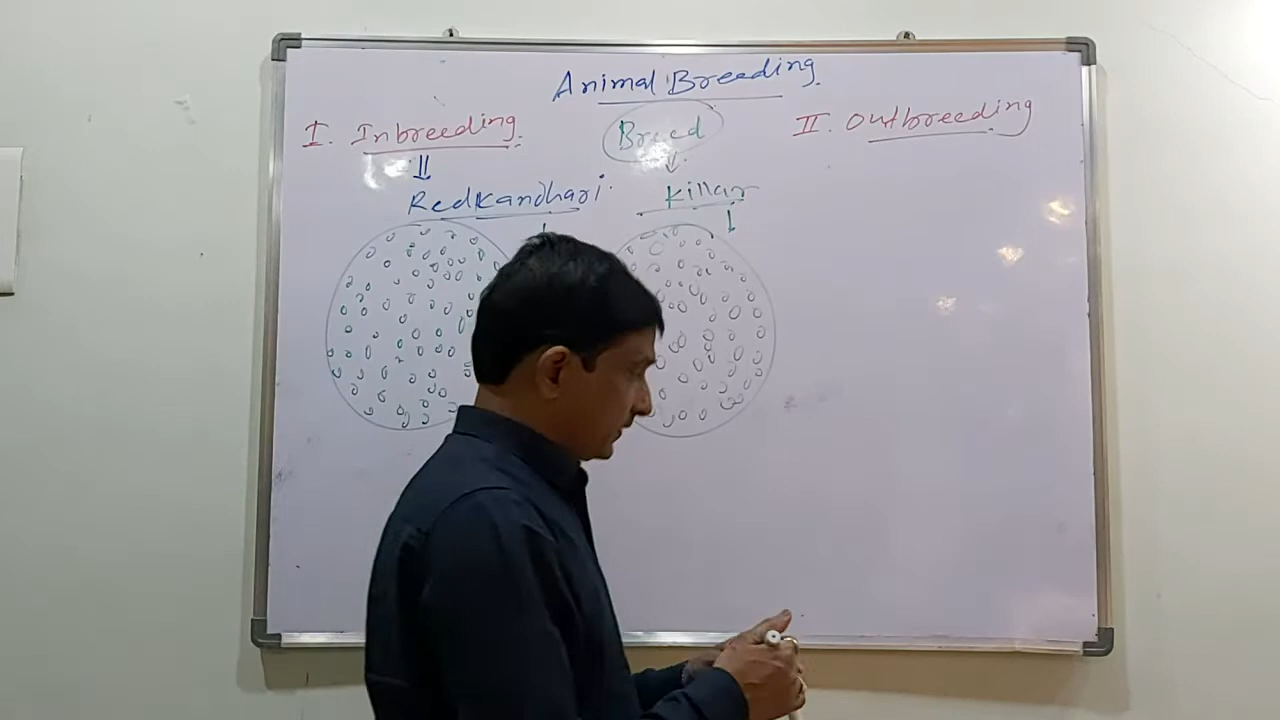 Animal Breeding.
I. Inbreeding.
Breed
II. Outbreeding
Redkandhari.
Killar